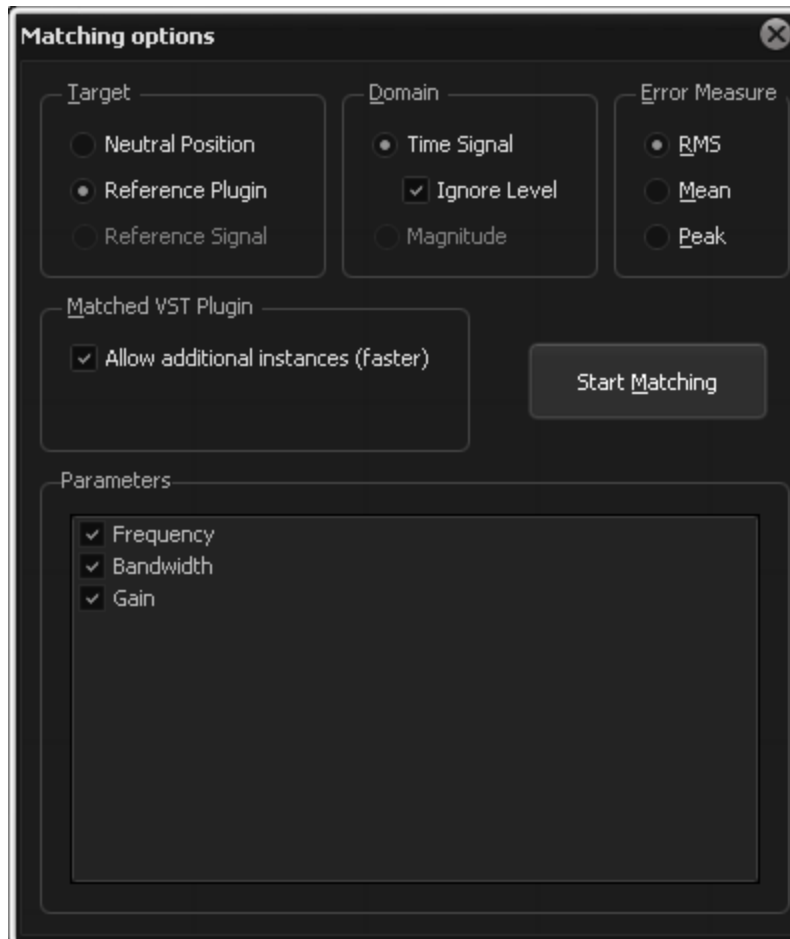 Matching options
Target
Neutral Position
Reference Plugin
Reference Signal
Domain
Time Signal
Ignore Level
Magnitude
Error Measure
RMS
Mean
Peak
Matched VST Plugin
Allow additional instances (faster)
Start Matching
Parameters
Frequency
Bandwidth
Gain